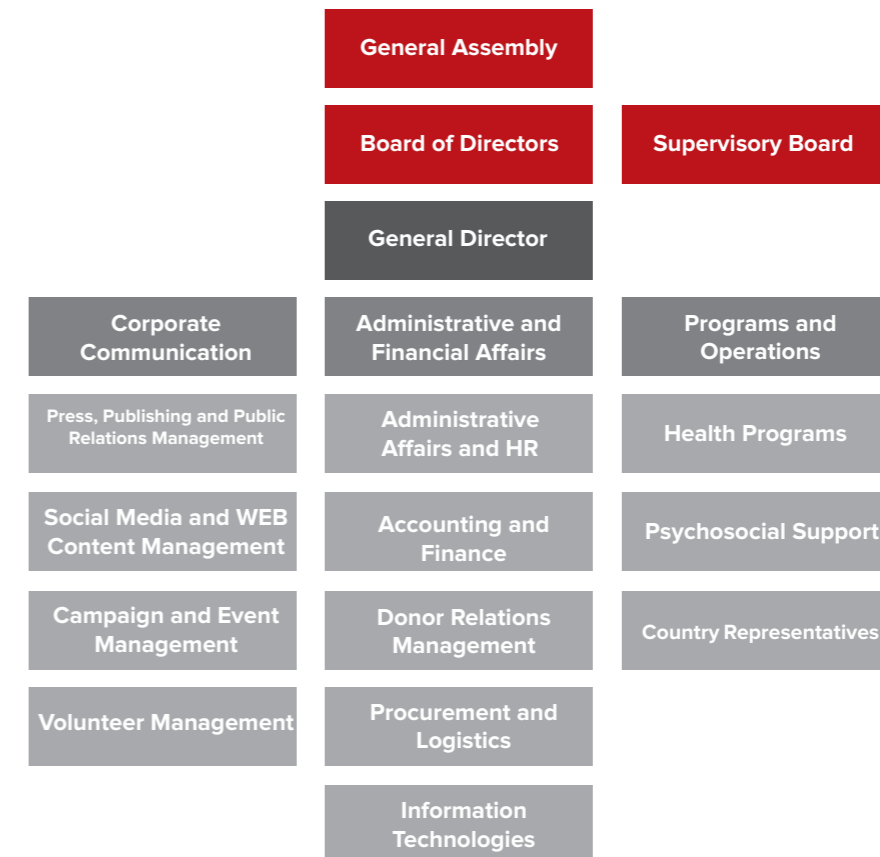 General Assembly
Board of Directors
Supervisory Board
General Director
Corporate
Communication
Administrative and
Financial Affairs
Programs and
Operations
Press, Publishing and Public
Relations Management
Administrative
Affairs and HR
Health Programs
Social Media and WEB
Content Management
Accounting and
Finance
Psychosocial Support
Campaign and Event
Management
Donor Relations
Management
Country Representatives
Volunteer Management
Procurement and
Logistics
Information
Technologies